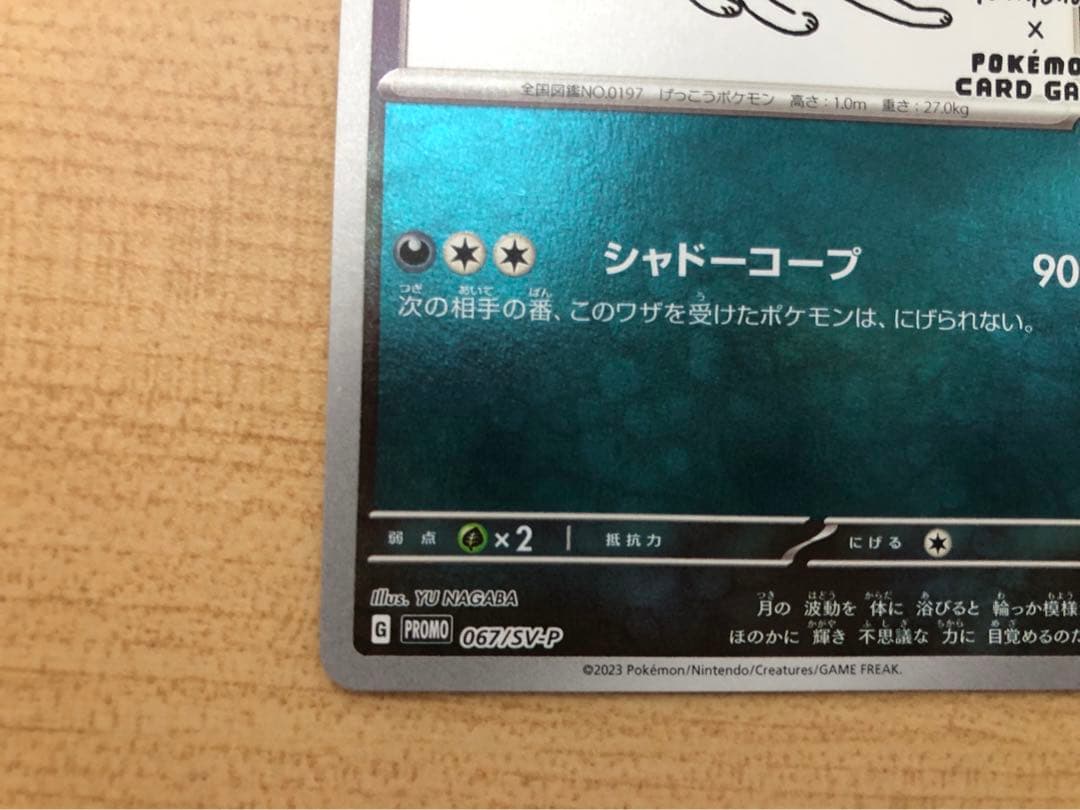 ×
POKÉMO
CARD GA
全国図鑑NO.0197 げっこうポケモン 高さ：1.0m 重さ：27.0kg
シャドーコープ 90
次の相手の番、このワザを受けたポケモンは、にげられない。
弱点 ×2 抵抗力 にげる
Illus. YU NAGABA
月の 波動を 体に 浴びると 輪っか模様
ほのかに 輝き 不思議な 力に 目覚めるのだ
G PROMO 067/SV-P
©2023 Pokémon/Nintendo/Creatures/GAME FREAK.